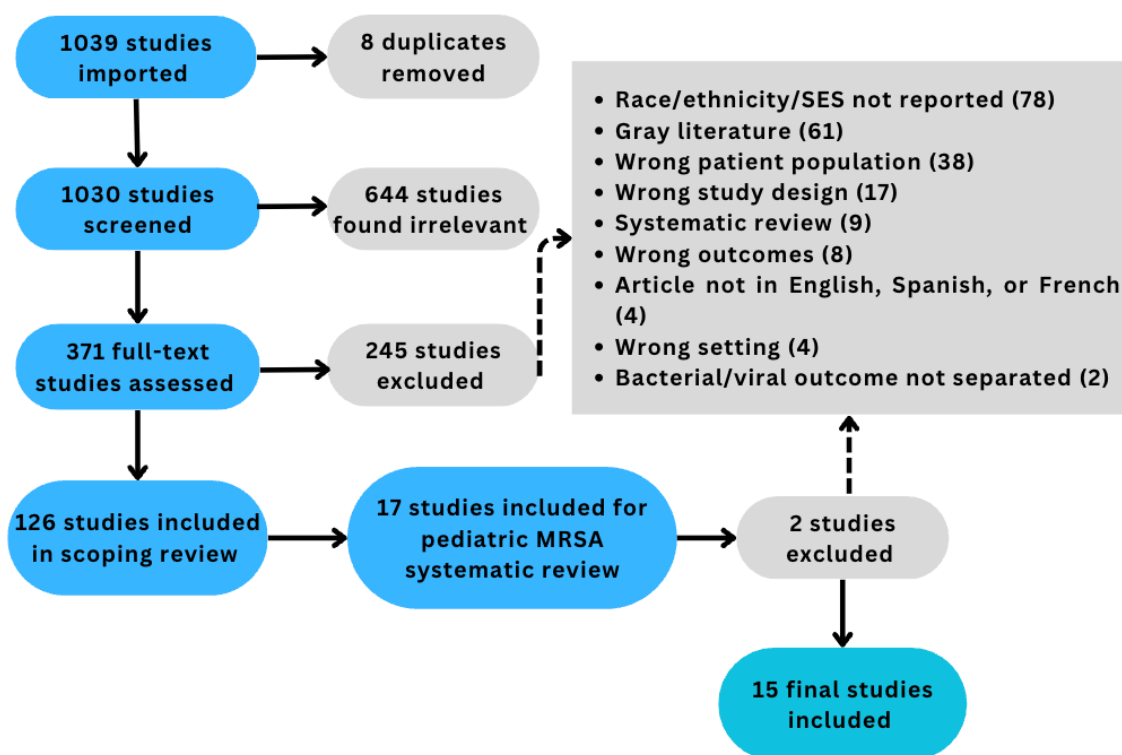 1039 studies
imported
8 duplicates
removed
1030 studies
screened
644 studies
found irrelevant
371 full-text
studies assessed
245 studies
excluded
• Race/ethnicity/SES not reported (78)
• Gray literature (61)
• Wrong patient population (38)
• Wrong study design (17)
• Systematic review (9)
• Wrong outcomes (8)
• Article not in English, Spanish, or French
(4)
• Wrong setting (4)
• Bacterial/viral outcome not separated (2)
126 studies included
in scoping review
17 studies included for
pediatric MRSA
systematic review
2 studies
excluded
15 final studies
included